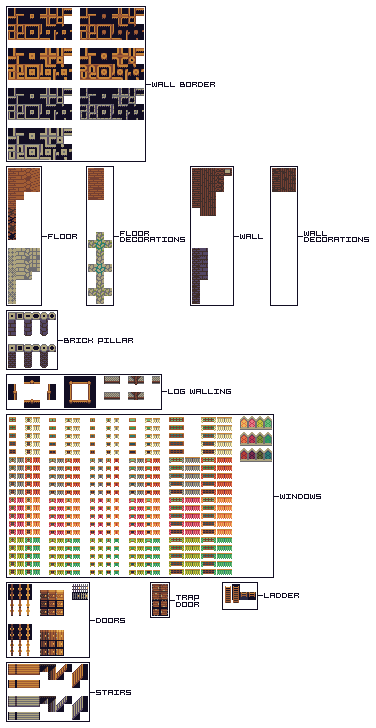 WALL BORDER
FLOOR
FLOOR
DECORATIONS
WALL
WALL
DECORATIONS
BRICK PILLAR
LOG WALLING
WINDOWS
DOORS
TRAP
DOOR
LADDER
STAIRS